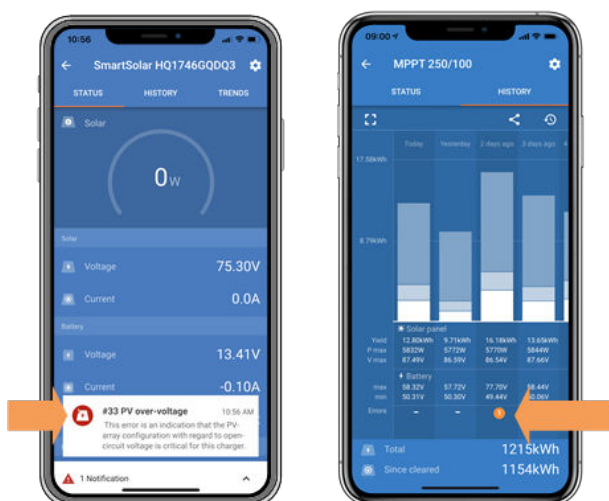 10:56
SmartSolar HQ1746GQDQ3
STATUS HISTORY TRENDS
Solar
0W
Solar
Voltage 75.30V
Current 0.0A
Battery
Voltage 13.41V
Current -0.10A
#33 PV over-voltage 10:56 AM
This error is an indication that the PV-
array configuration with regard to open-
circuit voltage is critical for this charger.
1 Notification
09:00
MPPT 250/100
STATUS HISTORY
Today Yesterday 2 days ago 3 days ago 4
17.58kWh
8.79kWh
Solar panel
Yield 12.80kWh 9.71kWh 16.18kWh 13.65kWh
P max 5832W 5772W 5770W 5844W
V max 87.49V 86.59V 86.54V 87.66V
Battery
max 58.32V 57.72V 77.70V 58.44V
min 50.31V 50.30V 49.44V
Errors – – 1
Total 1215kWh
Since cleared 1154kWh